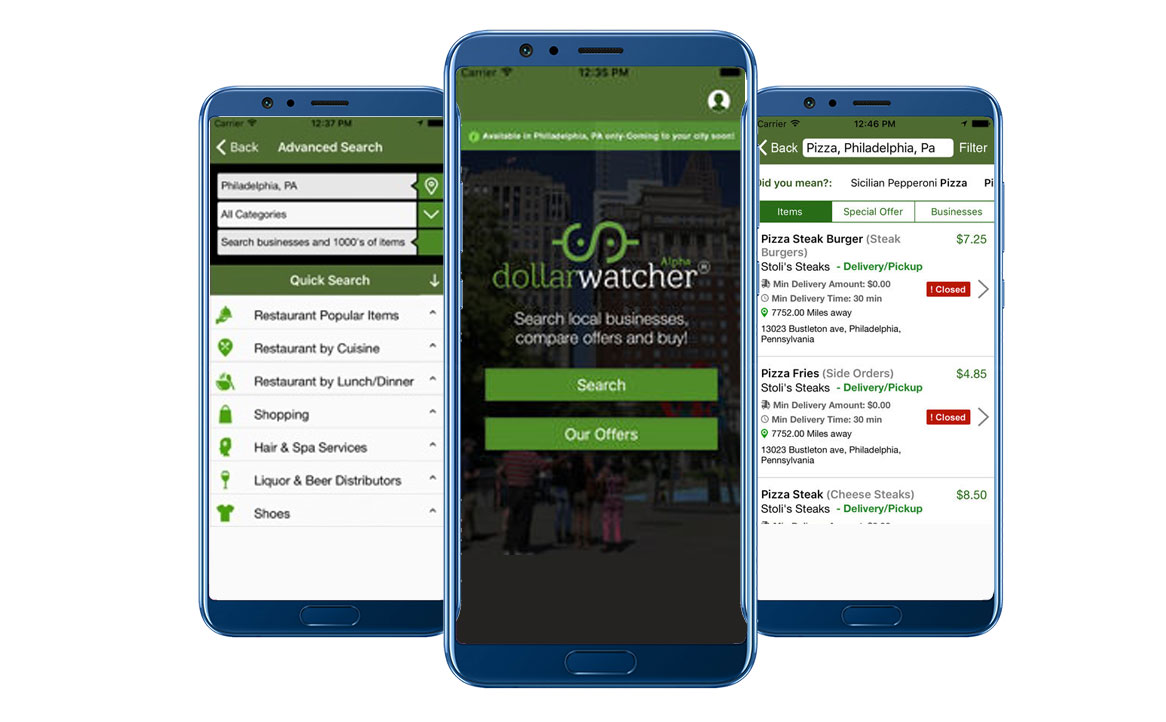 Carrier 12:37 PM
Back Advanced Search
Philadelphia, PA
All Categories
Search businesses and 1000's of items
Quick Search
Restaurant Popular Items
Restaurant by Cuisine
Restaurant by Lunch/Dinner
Shopping
Hair & Spa Services
Liquor & Beer Distributors
Shoes
Carrier 12:35 PM
Available in Philadelphia, PA only-Coming to your city soon!
Alpha
dollarwatcher®
Search local businesses,
compare offers and buy!
Search
Our Offers
Carrier 12:46 PM
Back Pizza, Philadelphia, Pa Filter
Did you mean?: Sicilian Pepperoni Pizza Pi
Items Special Offer Businesses
Pizza Steak Burger (Steak $7.25
Burgers)
Stoli's Steaks - Delivery/Pickup
Min Delivery Amount: $0.00
! Closed
Min Delivery Time: 30 min
7752.00 Miles away
13023 Bustleton ave, Philadelphia,
Pennsylvania
Pizza Fries (Side Orders) $4.85
Stoli's Steaks - Delivery/Pickup
Min Delivery Amount: $0.00
! Closed
Min Delivery Time: 30 min
7752.00 Miles away
13023 Bustleton ave, Philadelphia,
Pennsylvania
Pizza Steak (Cheese Steaks) $8.50
Stoli's Steaks - Delivery/Pickup